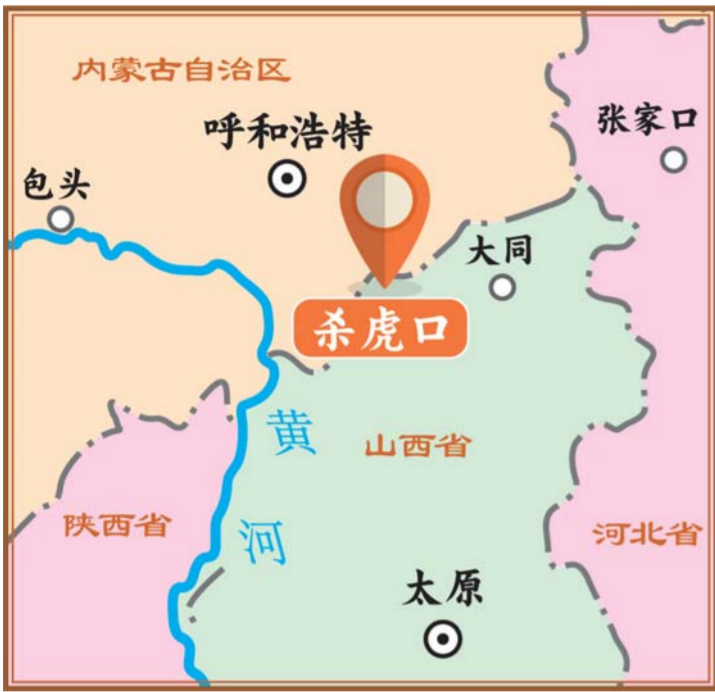 内蒙古自治区
呼和浩特
张家口
包头
大同
杀虎口
黄
河
山西省
陕西省
河北省
太原